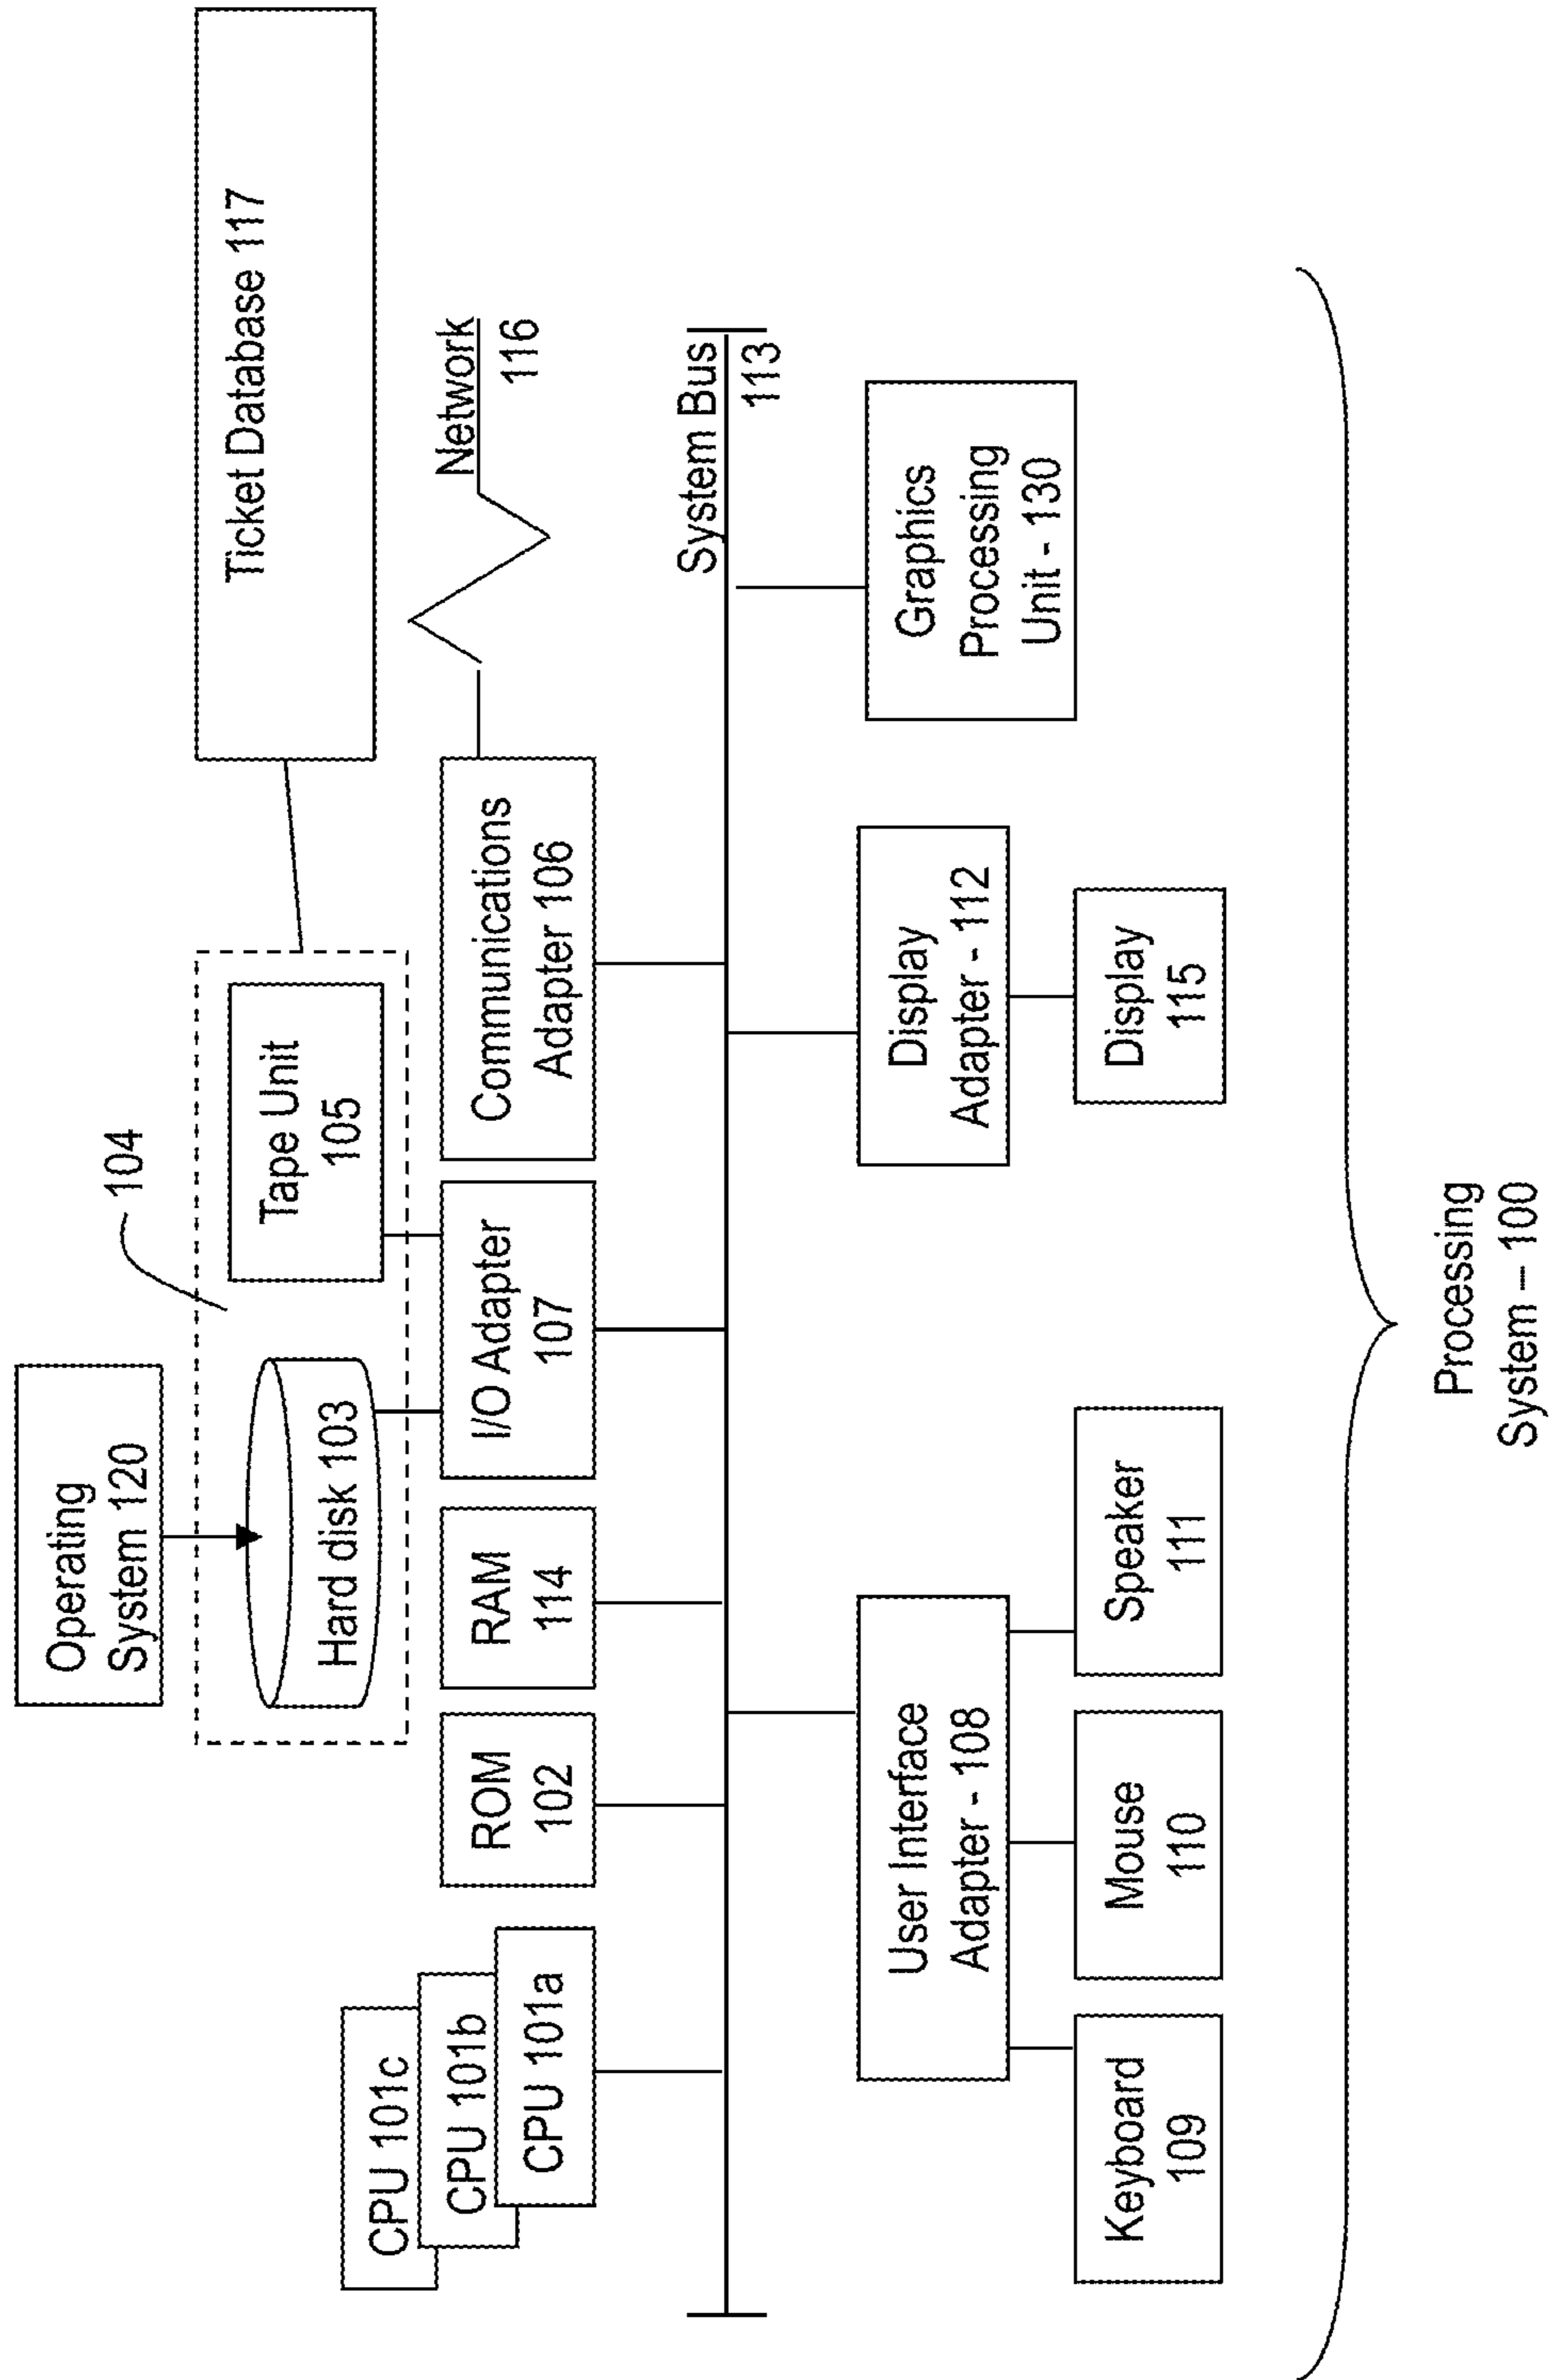 Operating
System 120
104
Ticket Database 117
Hard disk 103
Tape Unit
105
CPU 101c
CPU 101b
CPU 101a
ROM
102
RAM
114
I/O Adapter
107
Communications
Adapter 106
Network
116
System Bus
113
User Interface
Adapter - 108
Display
Adapter - 112
Graphics
Processing
Unit - 130
Keyboard
109
Mouse
110
Speaker
111
Display
115
Processing
System – 100